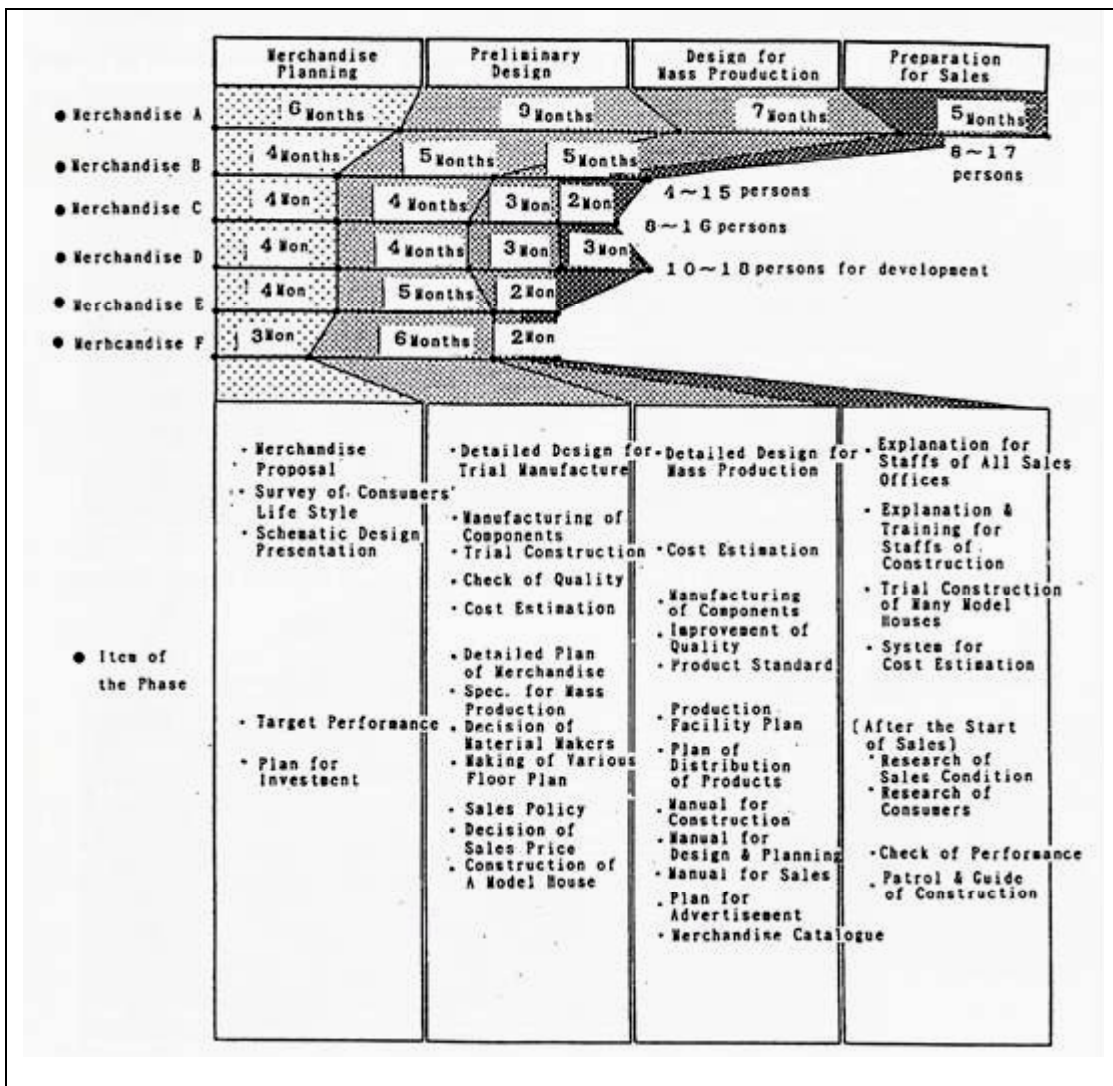 Merchandise
Planning
Preliminary
Design
Design for
Mass Prouduction
Preparation
for Sales
● Merchandise A
6 Months
9 Months
7 Months
5 Months
● Merchandise B
4 Months
5 Months
5 Months
8~17
persons
● Merchandise C
4 Mon
4 Months
3 Mon
2 Mon
4~15 persons
8~16 persons
● Merchandise D
4 Mon
4 Months
3 Mon
3 Mon
10~18 persons for development
● Merchandise E
4 Mon
5 Months
2 Mon
● Merhcandise F
3 Mon
6 Months
2 Mon
● Item of
the Phase
・Merchandise
Proposal
・Survey of Consumers'
Life Style
・Schematic Design
Presentation
・Target Performance
・Plan for
Investment
・Detailed Design for
Trial Manufacture
・Manufacturing of
Components
・Trial Construction
・Check of Quality
・Cost Estimation
・Detailed Plan
of Merchandise
・Spec. for Mass
Production
・Decision of
Material Makers
・Making of Various
Floor Plan
・Sales Policy
・Decision of
Sales Price
・Construction of
A Model House
・Detailed Design for
Mass Production
・Cost Estimation
・Manufacturing
of Components
・Improvement of
Quality
・Product Standard
・Production
Facility Plan
・Plan of
Distribution
of Products
・Manual for
Construction
・Manual for
Design & Planning
・Manual for Sales
・Plan for
Advertisement
・Merchandise Catalogue
・Explanation for
Staffs of All Sales
Offices
・Explanation &
Training for
Staffs of
Construction
・Trial Construction
of Many Model
Houses
・System for
Cost Estimation
[After the Start
of Sales]
・Research of
Sales Condition
・Research of
Consumers
・Check of Performance
・Patrol & Guide
of Construction